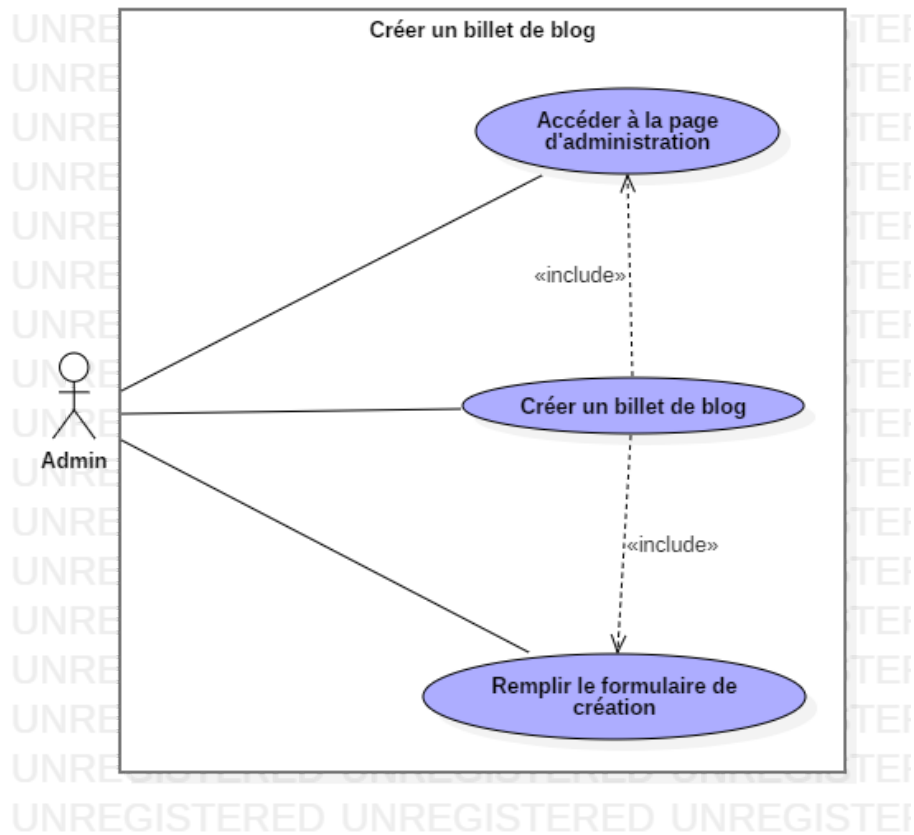 Créer un billet de blog
Accéder à la page
d'administration
«include»
Admin
Créer un billet de blog
«include»
Remplir le formulaire de
création
UNREGISTERED UNREGISTERED UNREGISTE